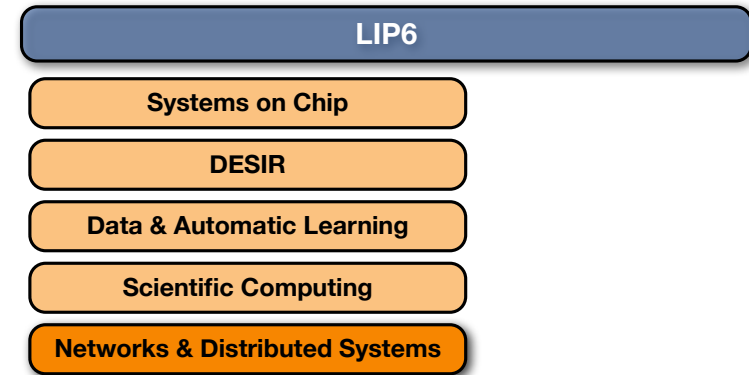 LIP6
Systems on Chip
DESIR
Data & Automatic Learning
Scientific Computing
Networks & Distributed Systems